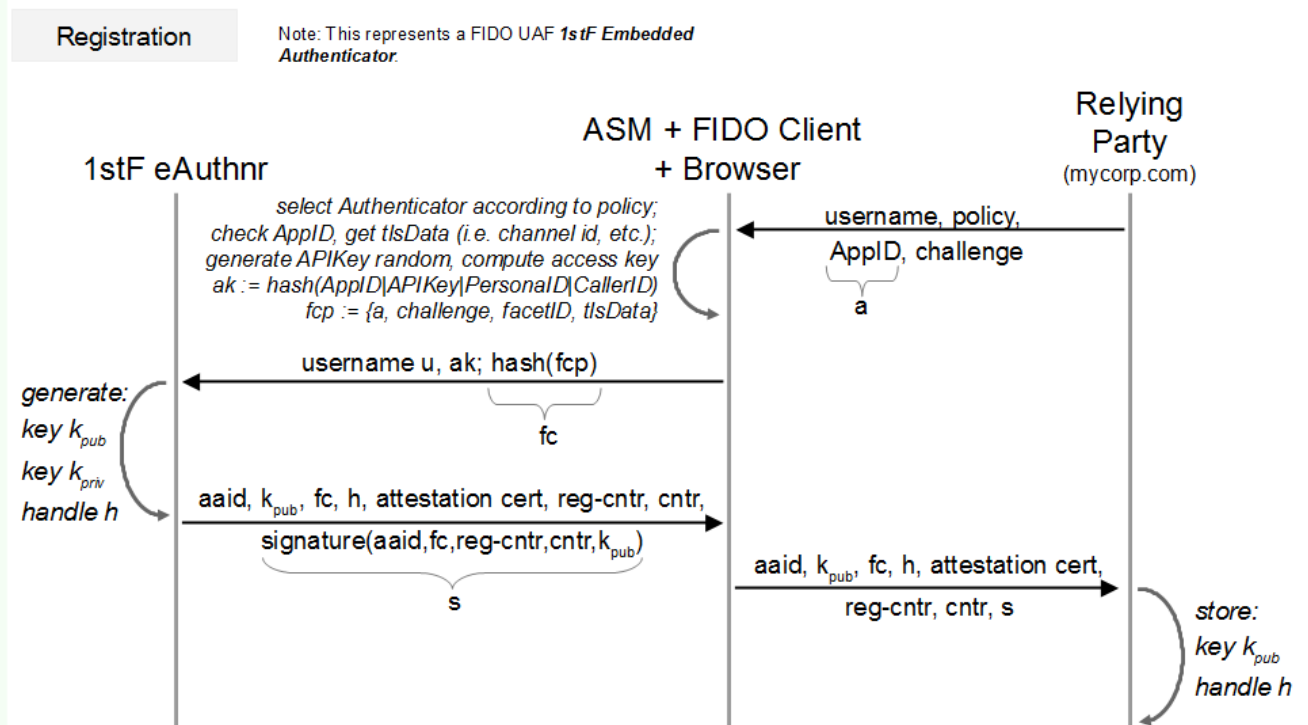 Registration
Note: This represents a FIDO UAF 1stF Embedded
Authenticator.
Relying
Party
(mycorp.com)
ASM + FIDO Client
+ Browser
1stF eAuthnr
select Authenticator according to policy;
check AppID, get tlsData (i.e. channel id, etc.);
generate APIKey random, compute access key
ak := hash(AppID|APIKey|PersonaID|CallerID)
fcp := {a, challenge, facetID, tlsData}
username, policy,
AppID, challenge
a
username u, ak; hash(fcp)
fc
generate:
key kpub
key kpriv
handle h
aaid, kpub, fc, h, attestation cert, reg-cntr, cntr,
signature(aaid,fc,reg-cntr,cntr,kpub)
s
aaid, kpub, fc, h, attestation cert,
reg-cntr, cntr, s
store:
key kpub
handle h